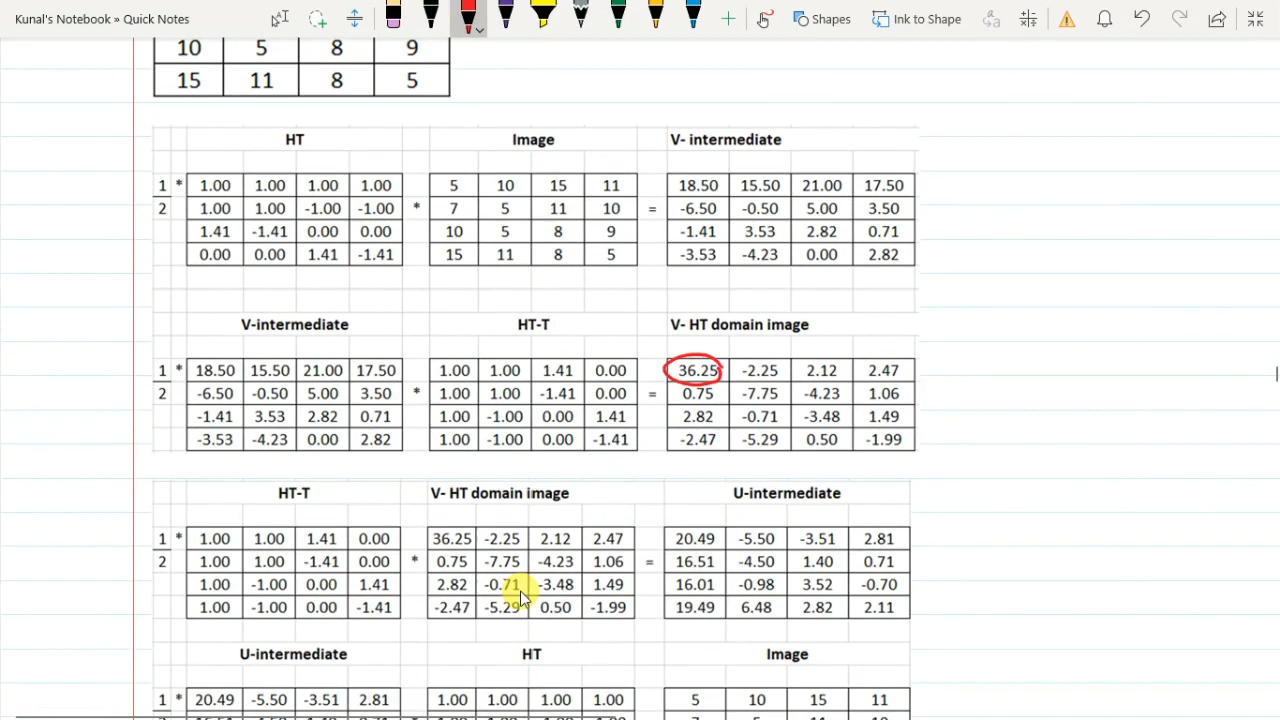 Kunal's Notebook » Quick Notes
Shapes
Ink to Shape
10 5 8 9
15 11 8 5
HT Image V- intermediate
1 * 1.00 1.00 1.00 1.00 5 10 15 11 18.50 15.50 21.00 17.50
2 1.00 1.00 -1.00 -1.00 * 7 5 11 10 = -6.50 -0.50 5.00 3.50
1.41 -1.41 0.00 0.00 10 5 8 9 -1.41 3.53 2.82 0.71
0.00 0.00 1.41 -1.41 15 11 8 5 -3.53 -4.23 0.00 2.82
V-intermediate HT-T V- HT domain image
1 * 18.50 15.50 21.00 17.50 1.00 1.00 1.41 0.00 36.25 -2.25 2.12 2.47
2 -6.50 -0.50 5.00 3.50 * 1.00 1.00 -1.41 0.00 = 0.75 -7.75 -4.23 1.06
-1.41 3.53 2.82 0.71 1.00 -1.00 0.00 1.41 2.82 -0.71 -3.48 1.49
-3.53 -4.23 0.00 2.82 1.00 -1.00 0.00 -1.41 -2.47 -5.29 0.50 -1.99
HT-T V- HT domain image U-intermediate
1 * 1.00 1.00 1.41 0.00 36.25 -2.25 2.12 2.47 20.49 -5.50 -3.51 2.81
2 1.00 1.00 -1.41 0.00 * 0.75 -7.75 -4.23 1.06 = 16.51 -4.50 1.40 0.71
1.00 -1.00 0.00 1.41 2.82 -0.71 -3.48 1.49 16.01 -0.98 3.52 -0.70
1.00 -1.00 0.00 -1.41 -2.47 -5.29 0.50 -1.99 19.49 6.48 2.82 2.11
U-intermediate HT Image
1 * 20.49 -5.50 -3.51 2.81 1.00 1.00 1.00 1.00 5 10 15 11